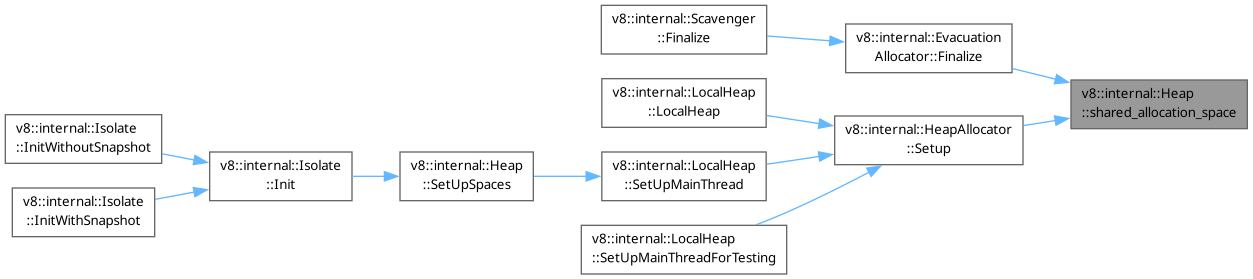 v8::internal::Scavenger
::Finalize
v8::internal::Evacuation
Allocator::Finalize
v8::internal::Heap
::shared_allocation_space
v8::internal::LocalHeap
::LocalHeap
v8::internal::HeapAllocator
::Setup
v8::internal::Isolate
::InitWithoutSnapshot
v8::internal::Isolate
::Init
v8::internal::Heap
::SetUpSpaces
v8::internal::LocalHeap
::SetUpMainThread
v8::internal::Isolate
::InitWithSnapshot
v8::internal::LocalHeap
::SetUpMainThreadForTesting